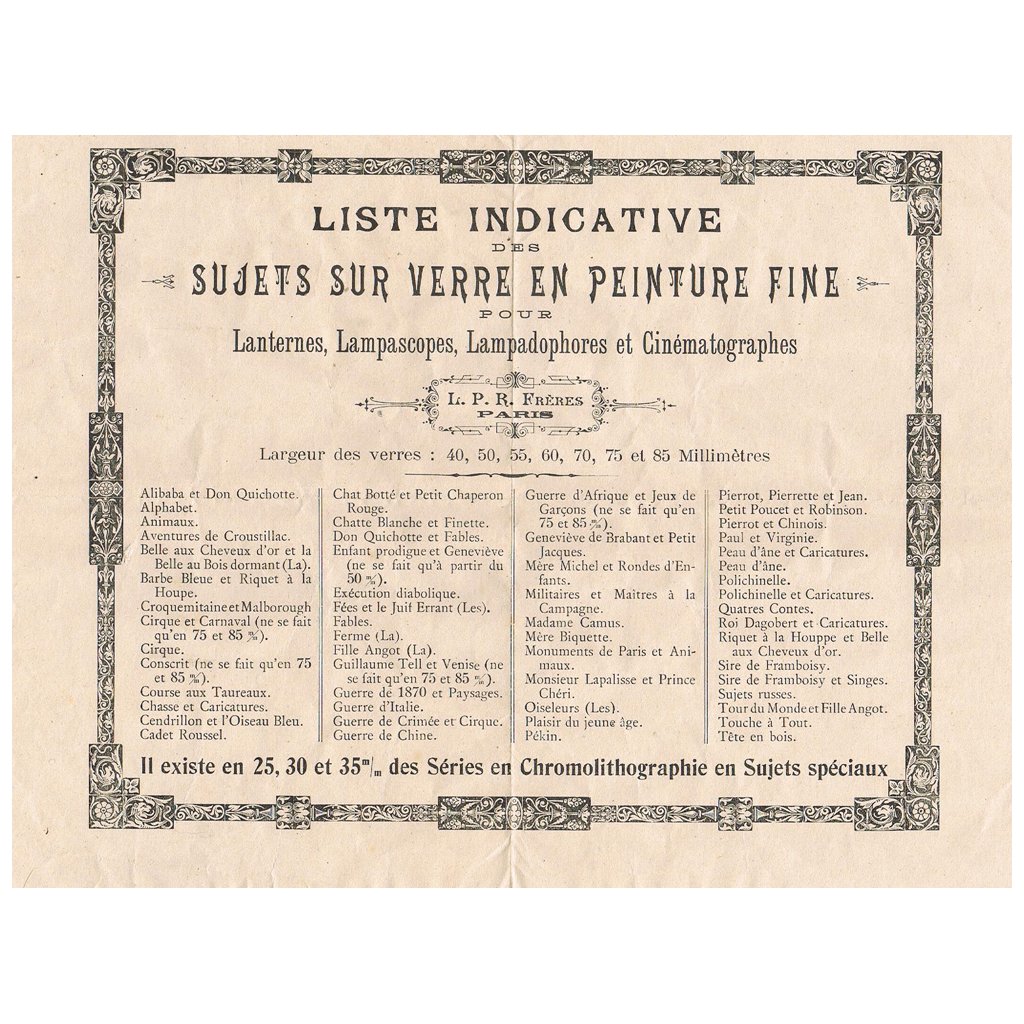 LISTE INDICATIVE
DES
SUJETS SUR VERRE EN PEINTURE FINE
POUR
Lanternes, Lampascopes, Lampadophores et Cinématographes
L. P. R. FRÈRES
PARIS
Largeur des verres : 40, 50, 55, 60, 70, 75 et 85 Millimètres
Alibaba et Don Quichotte.
Alphabet.
Animaux.
Aventures de Croustillac.
Belle aux Cheveux d'or et la
Belle au Bois dormant (La).
Barbe Bleue et Riquet à la
Houpe.
Croquemitaine et Malborough
Cirque et Carnaval (ne se fait
qu'en 75 et 85 m/m).
Cirque.
Conscrit (ne se fait qu'en 75
et 85 m/m).
Course aux Taureaux.
Chasse et Caricatures.
Cendrillon et l'Oiseau Bleu.
Cadet Roussel.
Chat Botté et Petit Chaperon
Rouge.
Chatte Blanche et Finette.
Don Quichotte et Fables.
Enfant prodigue et Geneviève
(ne se fait qu'à partir du
50 m/m).
Exécution diabolique.
Fées et le Juif Errant (Les).
Fables.
Ferme (La).
Fille Angot (La).
Guillaume Tell et Venise (ne
se fait qu'en 75 et 85 m/m).
Guerre de 1870 et Paysages.
Guerre d'Italie.
Guerre de Crimée et Cirque.
Guerre de Chine.
Guerre d'Afrique et Jeux de
Garçons (ne se fait qu'en
75 et 85 m/m).
Geneviève de Brabant et Petit
Jacques.
Mère Michel et Rondes d'En-
fants.
Militaires et Maîtres à la
Campagne.
Madame Camus.
Mère Biquette.
Monuments de Paris et Ani-
maux.
Monsieur Lapalisse et Prince
Chéri.
Oiseleurs (Les).
Plaisir du jeune âge.
Pékin.
Pierrot, Pierrette et Jean.
Petit Poucet et Robinson.
Pierrot et Chinois.
Paul et Virginie.
Peau d'âne et Caricatures.
Peau d'âne.
Polichinelle.
Polichinelle et Caricatures.
Quatres Contes.
Roi Dagobert et Caricatures.
Riquet à la Houppe et Belle
aux Cheveux d'or.
Sire de Framboisy.
Sire de Framboisy et Singes.
Sujets russes.
Tour du Monde et Fille Angot.
Touche à Tout.
Tête en bois.
Il existe en 25, 30 et 35 m/m des Séries en Chromolithographie en Sujets spéciaux